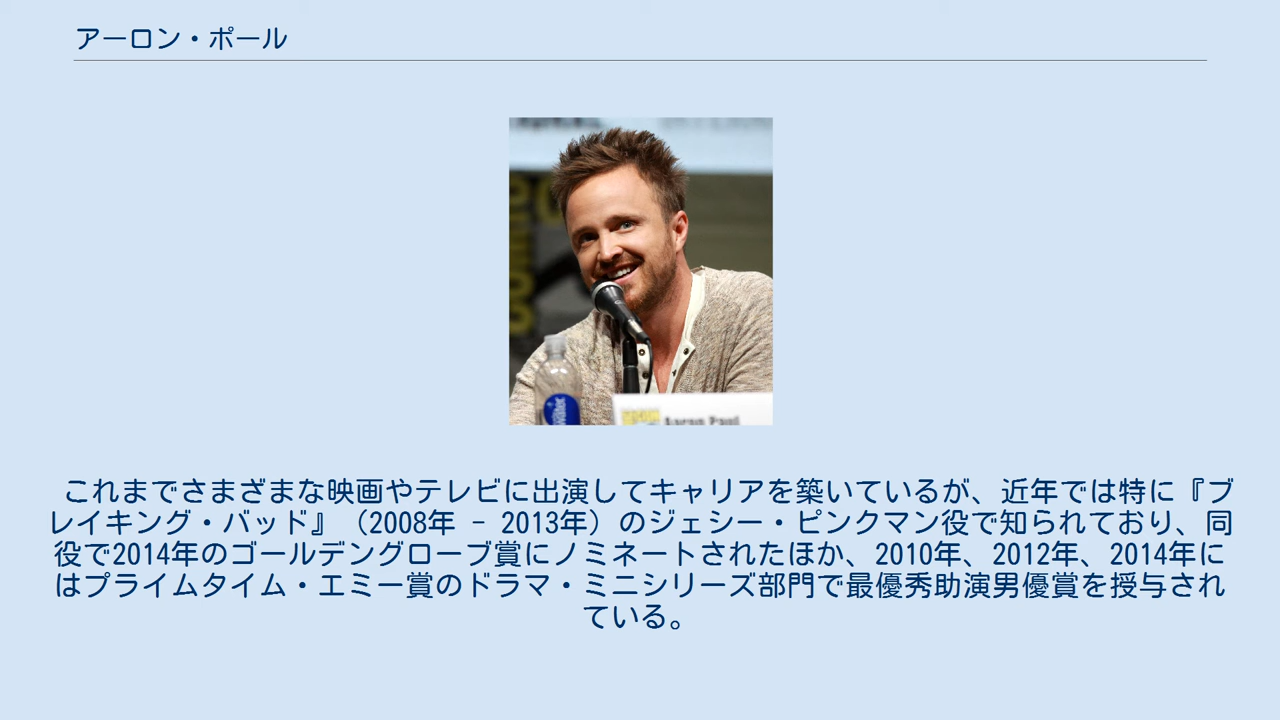 アーロン・ポール
water
Aaron Paul
これまでさまざまな映画やテレビに出演してキャリアを築いているが、近年では特に『ブ
レイキング・バッド』（2008年 - 2013年）のジェシー・ピンクマン役で知られており、同
役で2014年のゴールデングローブ賞にノミネートされたほか、2010年、2012年、2014年に
はプライムタイム・エミー賞のドラマ・ミニシリーズ部門で最優秀助演男優賞を授与され
ている。